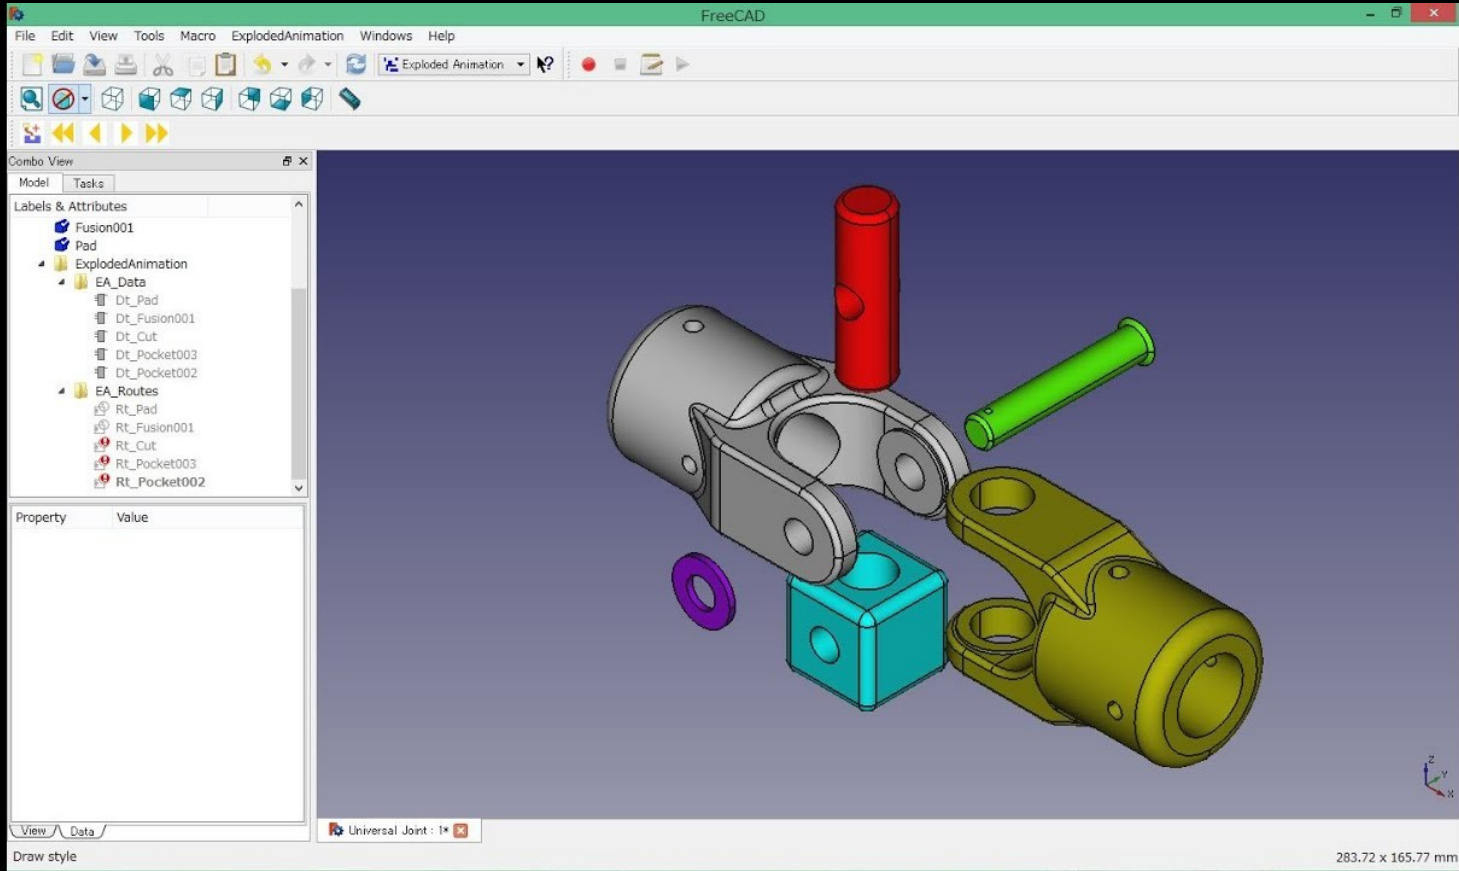 FreeCAD
File Edit View Tools Macro ExplodedAnimation Windows Help
Exploded Animation
Combo View
Model Tasks
Labels & Attributes
Fusion001
Pad
ExplodedAnimation
EA_Data
Dt_Pad
Dt_Fusion001
Dt_Cut
Dt_Pocket003
Dt_Pocket002
EA_Routes
Rt_Pad
Rt_Fusion001
Rt_Cut
Rt_Pocket003
Rt_Pocket002
Property Value
Z
Y
X
View Data
Universal Joint : 1*
Draw style
283.72 x 165.77 mm